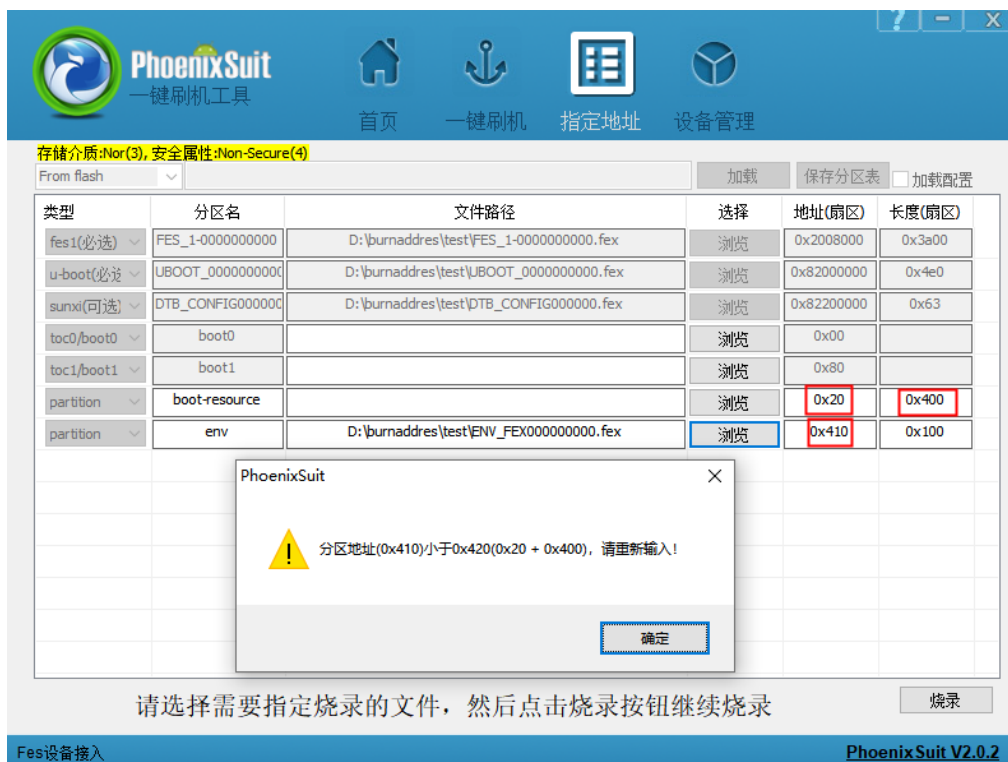 ? - X
PhoenixSuit
一键刷机工具
首页 一键刷机 指定地址 设备管理
存储介质:Nor(3), 安全属性:Non-Secure(4)
From flash 加载 保存分区表 加载配置
类型 分区名 文件路径 选择 地址(扇区) 长度(扇区)
fes1(必选) FES_1-0000000000 D:\burnaddres\test\FES_1-0000000000.fex 浏览 0x2008000 0x3a00
u-boot(必选 UBOOT_0000000000 D:\burnaddres\test\UBOOT_0000000000.fex 浏览 0x82000000 0x4e0
sunxi(可选) DTB_CONFIG000000 D:\burnaddres\test\DTB_CONFIG000000.fex 浏览 0x82200000 0x63
toc0/boot0 boot0 浏览 0x00
toc1/boot1 boot1 浏览 0x80
partition boot-resource 浏览 0x20 0x400
partition env D:\burnaddres\test\ENV_FEX000000000.fex 浏览 0x410 0x100
PhoenixSuit
分区地址(0x410)小于0x420(0x20 + 0x400)，请重新输入!
确定
请选择需要指定烧录的文件，然后点击烧录按钮继续烧录
烧录
Fes设备接入 PhoenixSuit V2.0.2